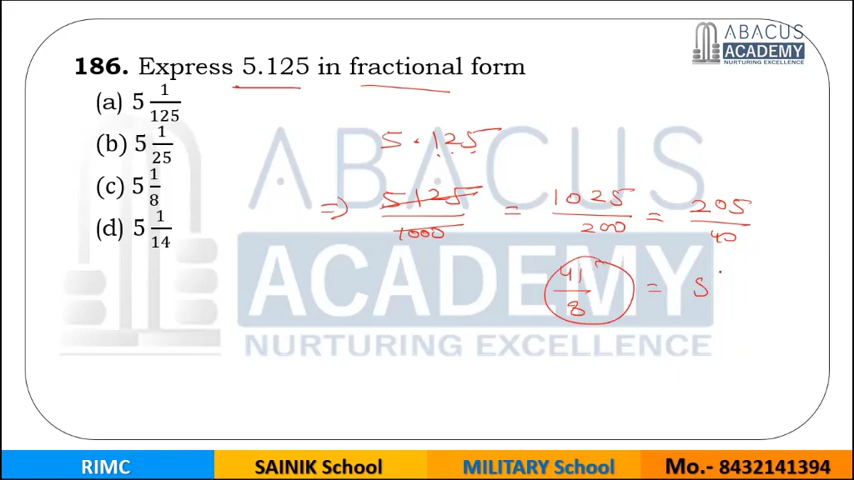 ABACUS
ACADEMY
NURTURING EXCELLENCE
186. Express 5.125 in fractional form
(a) 5 1/125
(b) 5 1/25
(c) 5 1/8
(d) 5 1/14
5.125
=> 5125/1000 = 1025/200 = 205/40
41/8 = 5
ABACUS
ACADEMY
NURTURING EXCELLENCE
RIMC SAINIK School MILITARY School Mo.- 8432141394